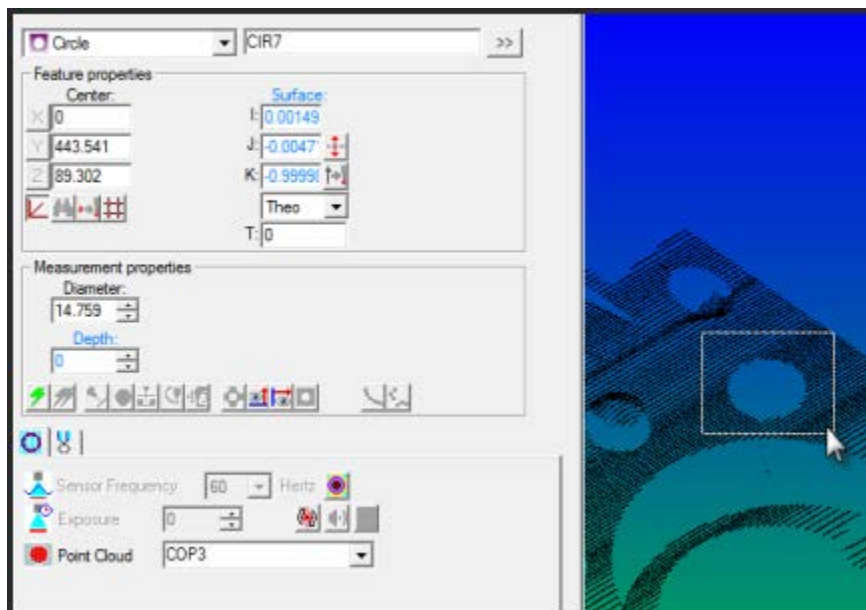 Circle CIR7 >>
Feature properties
Center: Surface:
X 0 I: 0.00149
Y 443.541 J: -0.0047
Z 89.302 K: -0.9999
Theo
T: 0
Measurement properties
Diameter:
14.759
Depth:
0
Sensor Frequency 60 Hertz
Exposure 0
Point Cloud COP3